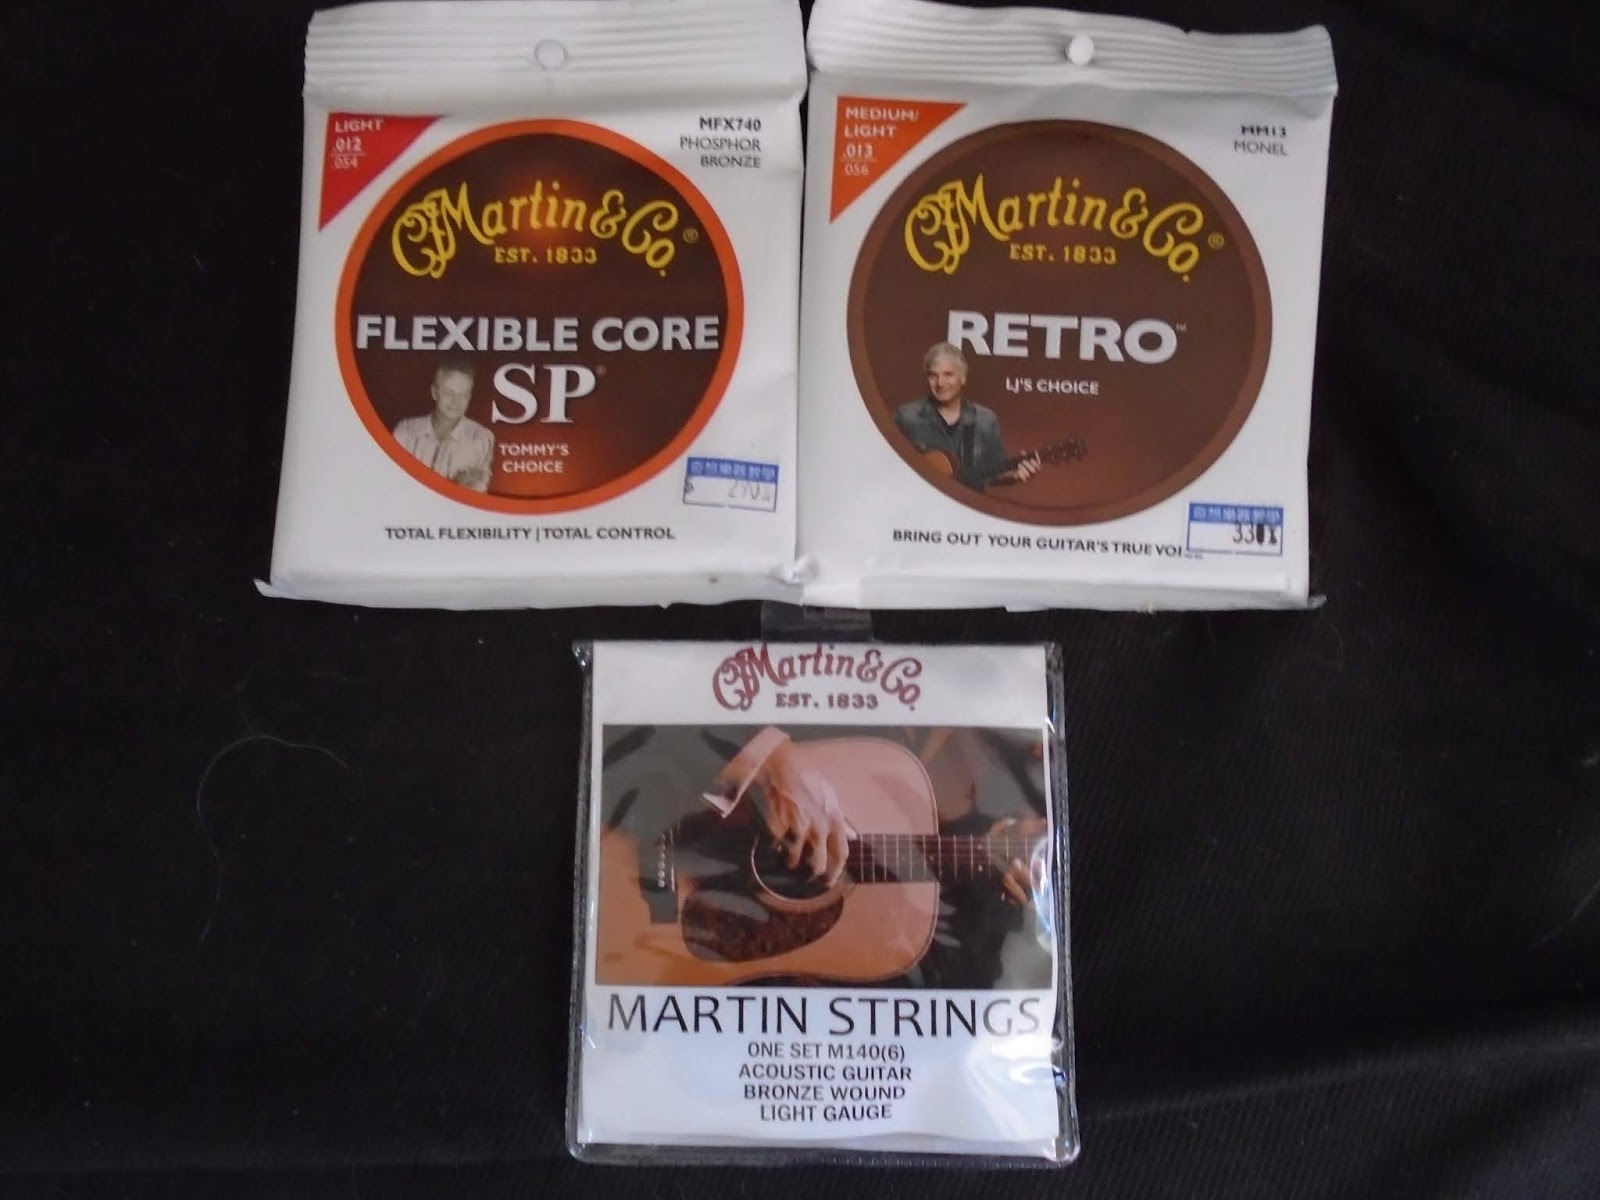 LIGHT
.012
.054
MFX740
PHOSPHOR
BRONZE
CFMartin&Co.®
EST. 1833
FLEXIBLE CORE
SP®
TOMMY'S
CHOICE
290
TOTAL FLEXIBILITY | TOTAL CONTROL
MEDIUM/
LIGHT
.013
.056
MM13
MONEL
CFMartin&Co.®
EST. 1833
RETRO™
LJ'S CHOICE
BRING OUT YOUR GUITAR'S TRUE
CFMartin&Co.
EST. 1833
MARTIN STRINGS
ONE SET M140(6)
ACOUSTIC GUITAR
BRONZE WOUND
LIGHT GAUGE